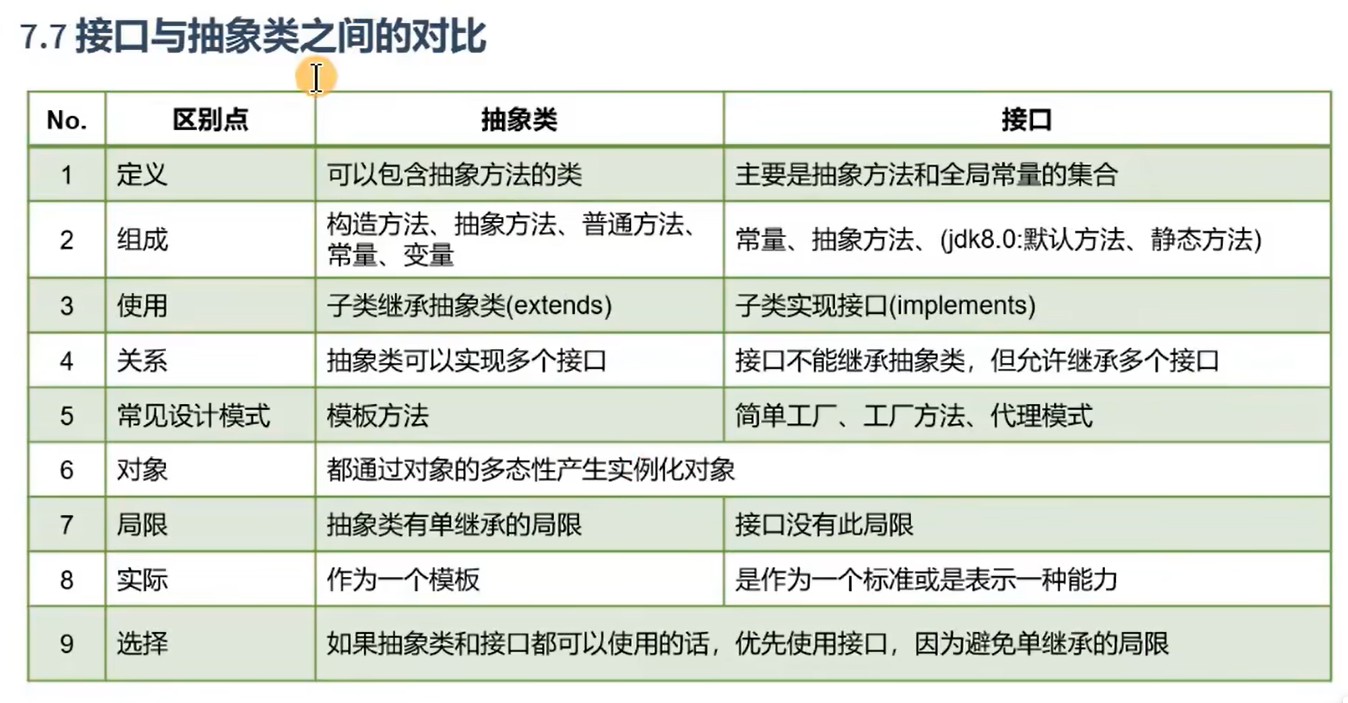 7.7 接口与抽象类之间的对比
No. 区别点 抽象类 接口
1 定义 可以包含抽象方法的类 主要是抽象方法和全局常量的集合
2 组成 构造方法、抽象方法、普通方法、
常量、变量 常量、抽象方法、(jdk8.0:默认方法、静态方法)
3 使用 子类继承抽象类(extends) 子类实现接口(implements)
4 关系 抽象类可以实现多个接口 接口不能继承抽象类，但允许继承多个接口
5 常见设计模式 模板方法 简单工厂、工厂方法、代理模式
6 对象 都通过对象的多态性产生实例化对象
7 局限 抽象类有单继承的局限 接口没有此局限
8 实际 作为一个模板 是作为一个标准或是表示一种能力
9 选择 如果抽象类和接口都可以使用的话，优先使用接口，因为避免单继承的局限